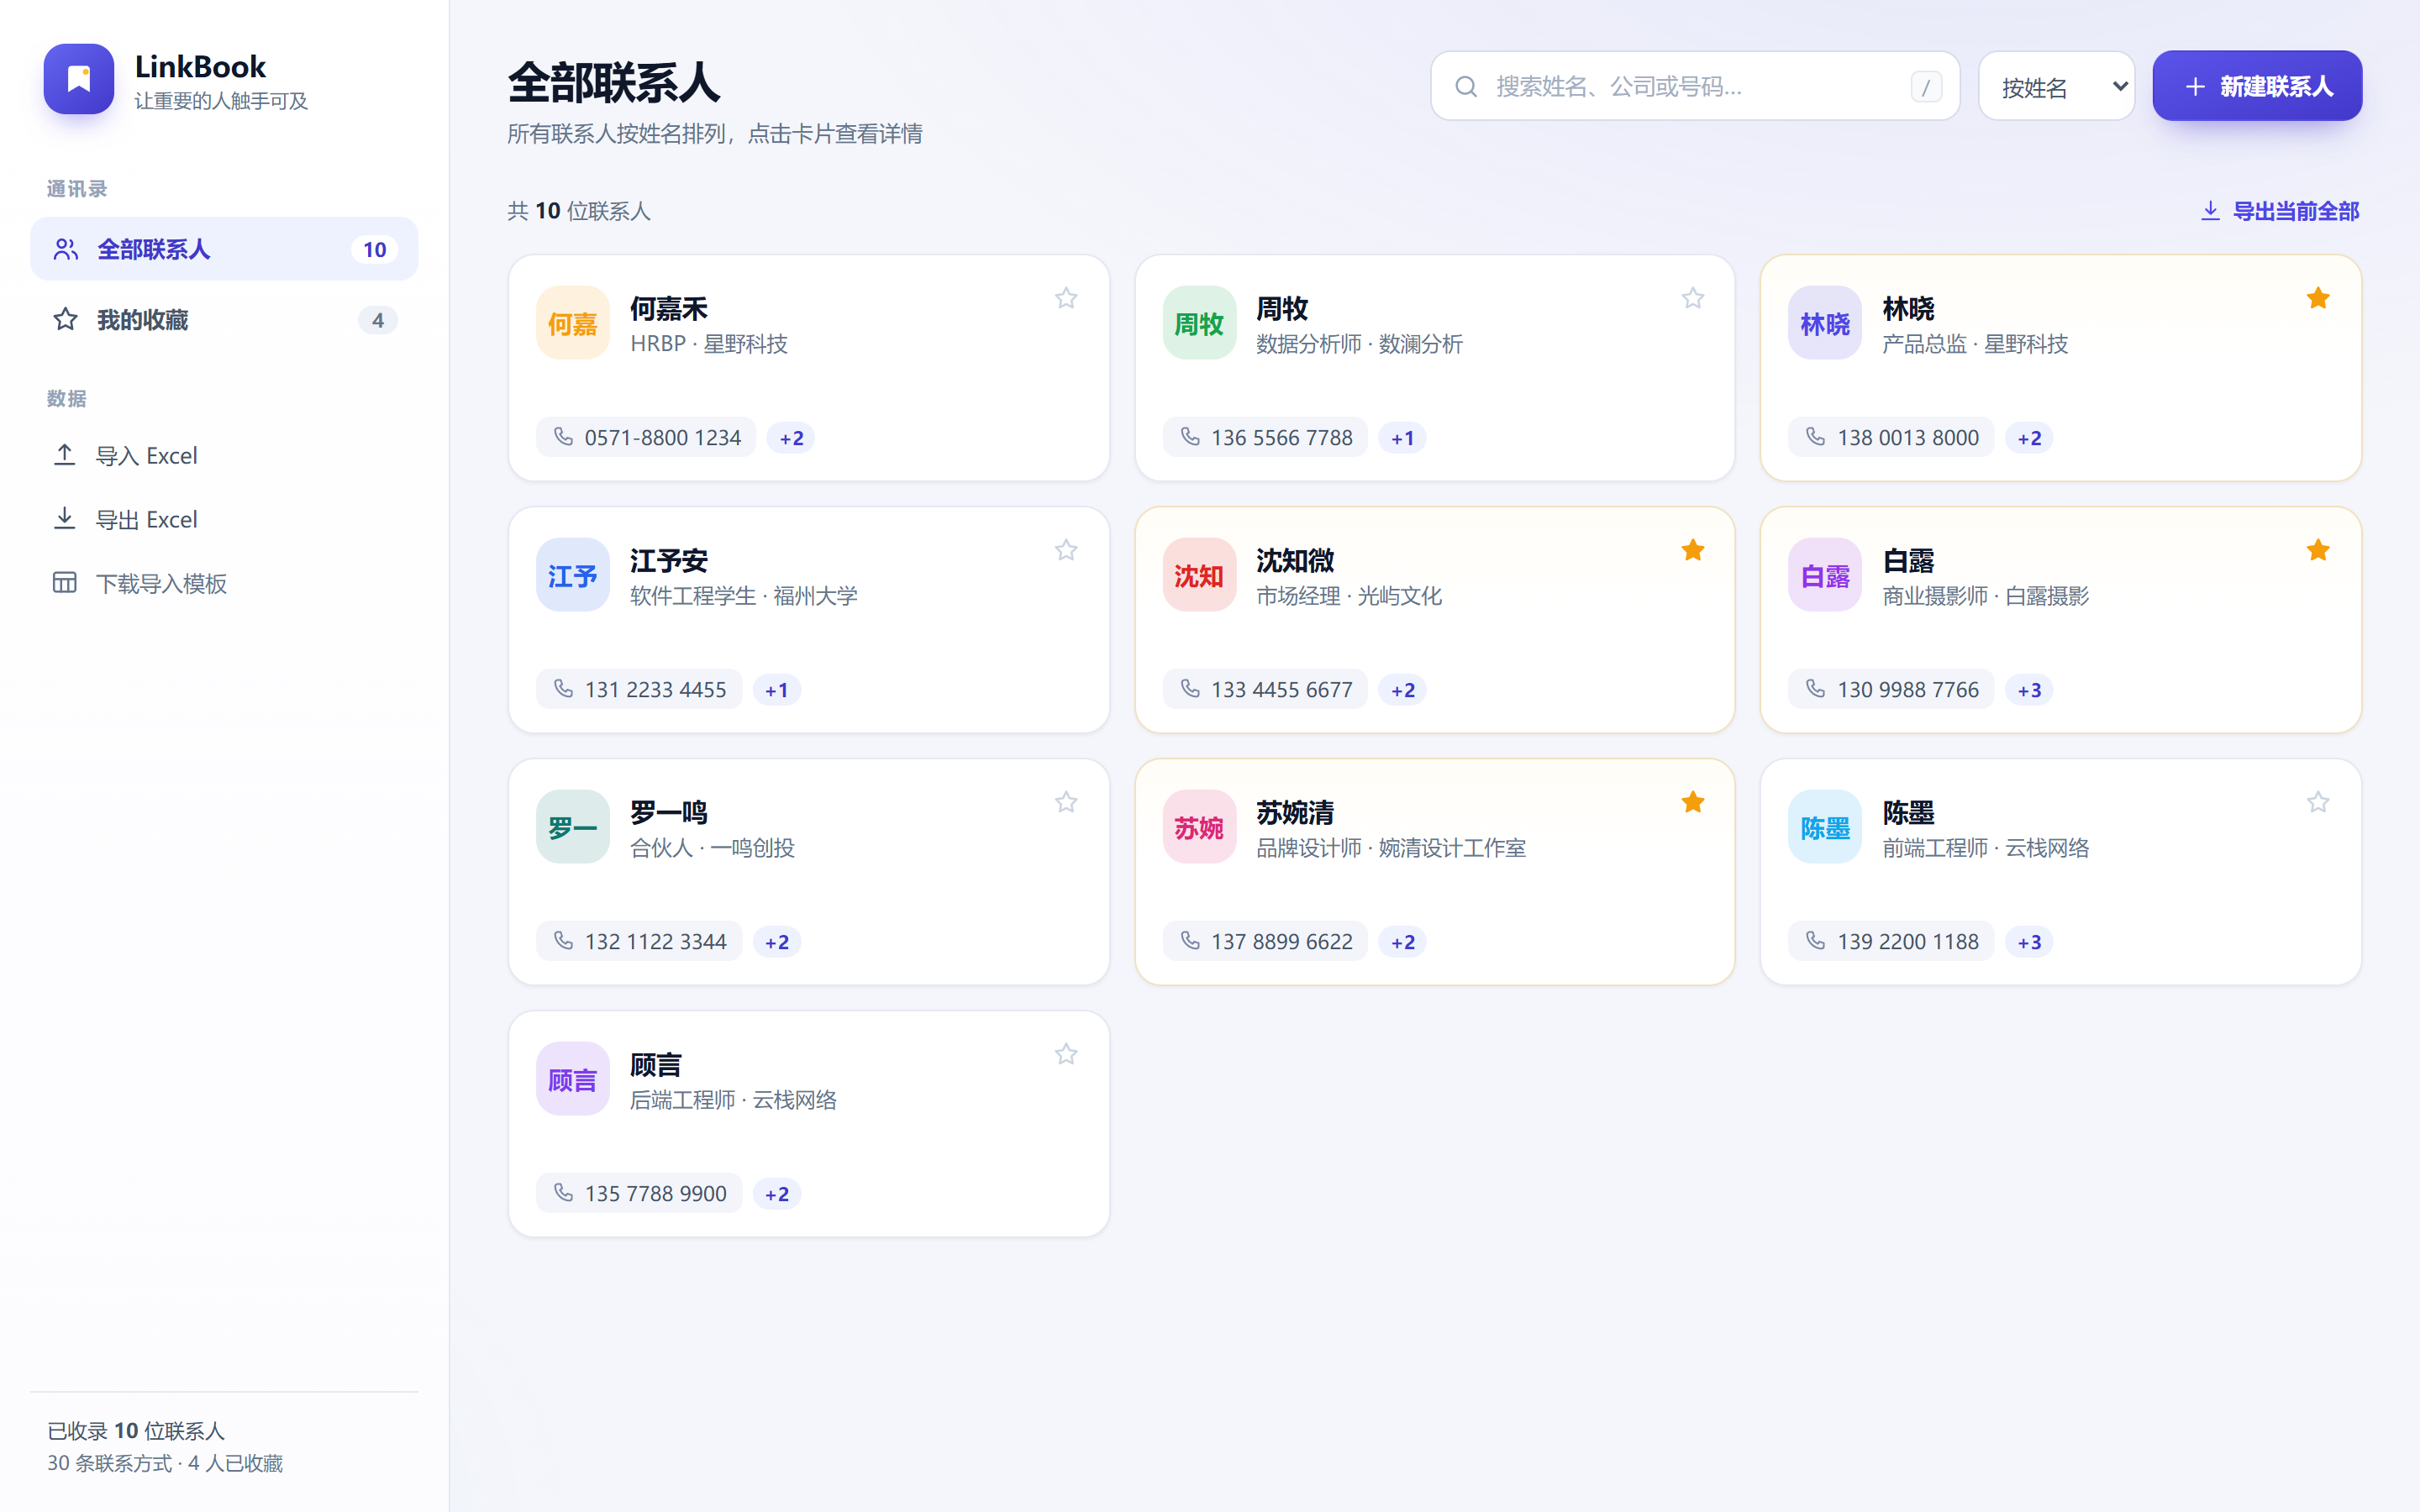 LinkBook
让重要的人触手可及
通讯录
全部联系人 10
我的收藏 4
数据
导入 Excel
导出 Excel
下载导入模板
已收录 10 位联系人
30 条联系方式 · 4 人已收藏
全部联系人
所有联系人按姓名排列，点击卡片查看详情
搜索姓名、公司或号码... /
按姓名
新建联系人
共 10 位联系人
导出当前全部
何嘉
何嘉禾
HRBP · 星野科技
0571-8800 1234 +2
周牧
周牧
数据分析师 · 数澜分析
136 5566 7788 +1
林晓
林晓
产品总监 · 星野科技
138 0013 8000 +2
江予
江予安
软件工程学生 · 福州大学
131 2233 4455 +1
沈知
沈知微
市场经理 · 光屿文化
133 4455 6677 +2
白露
白露
商业摄影师 · 白露摄影
130 9988 7766 +3
罗一
罗一鸣
合伙人 · 一鸣创投
132 1122 3344 +2
苏婉
苏婉清
品牌设计师 · 婉清设计工作室
137 8899 6622 +2
陈墨
陈墨
前端工程师 · 云栈网络
139 2200 1188 +3
顾言
顾言
后端工程师 · 云栈网络
135 7788 9900 +2